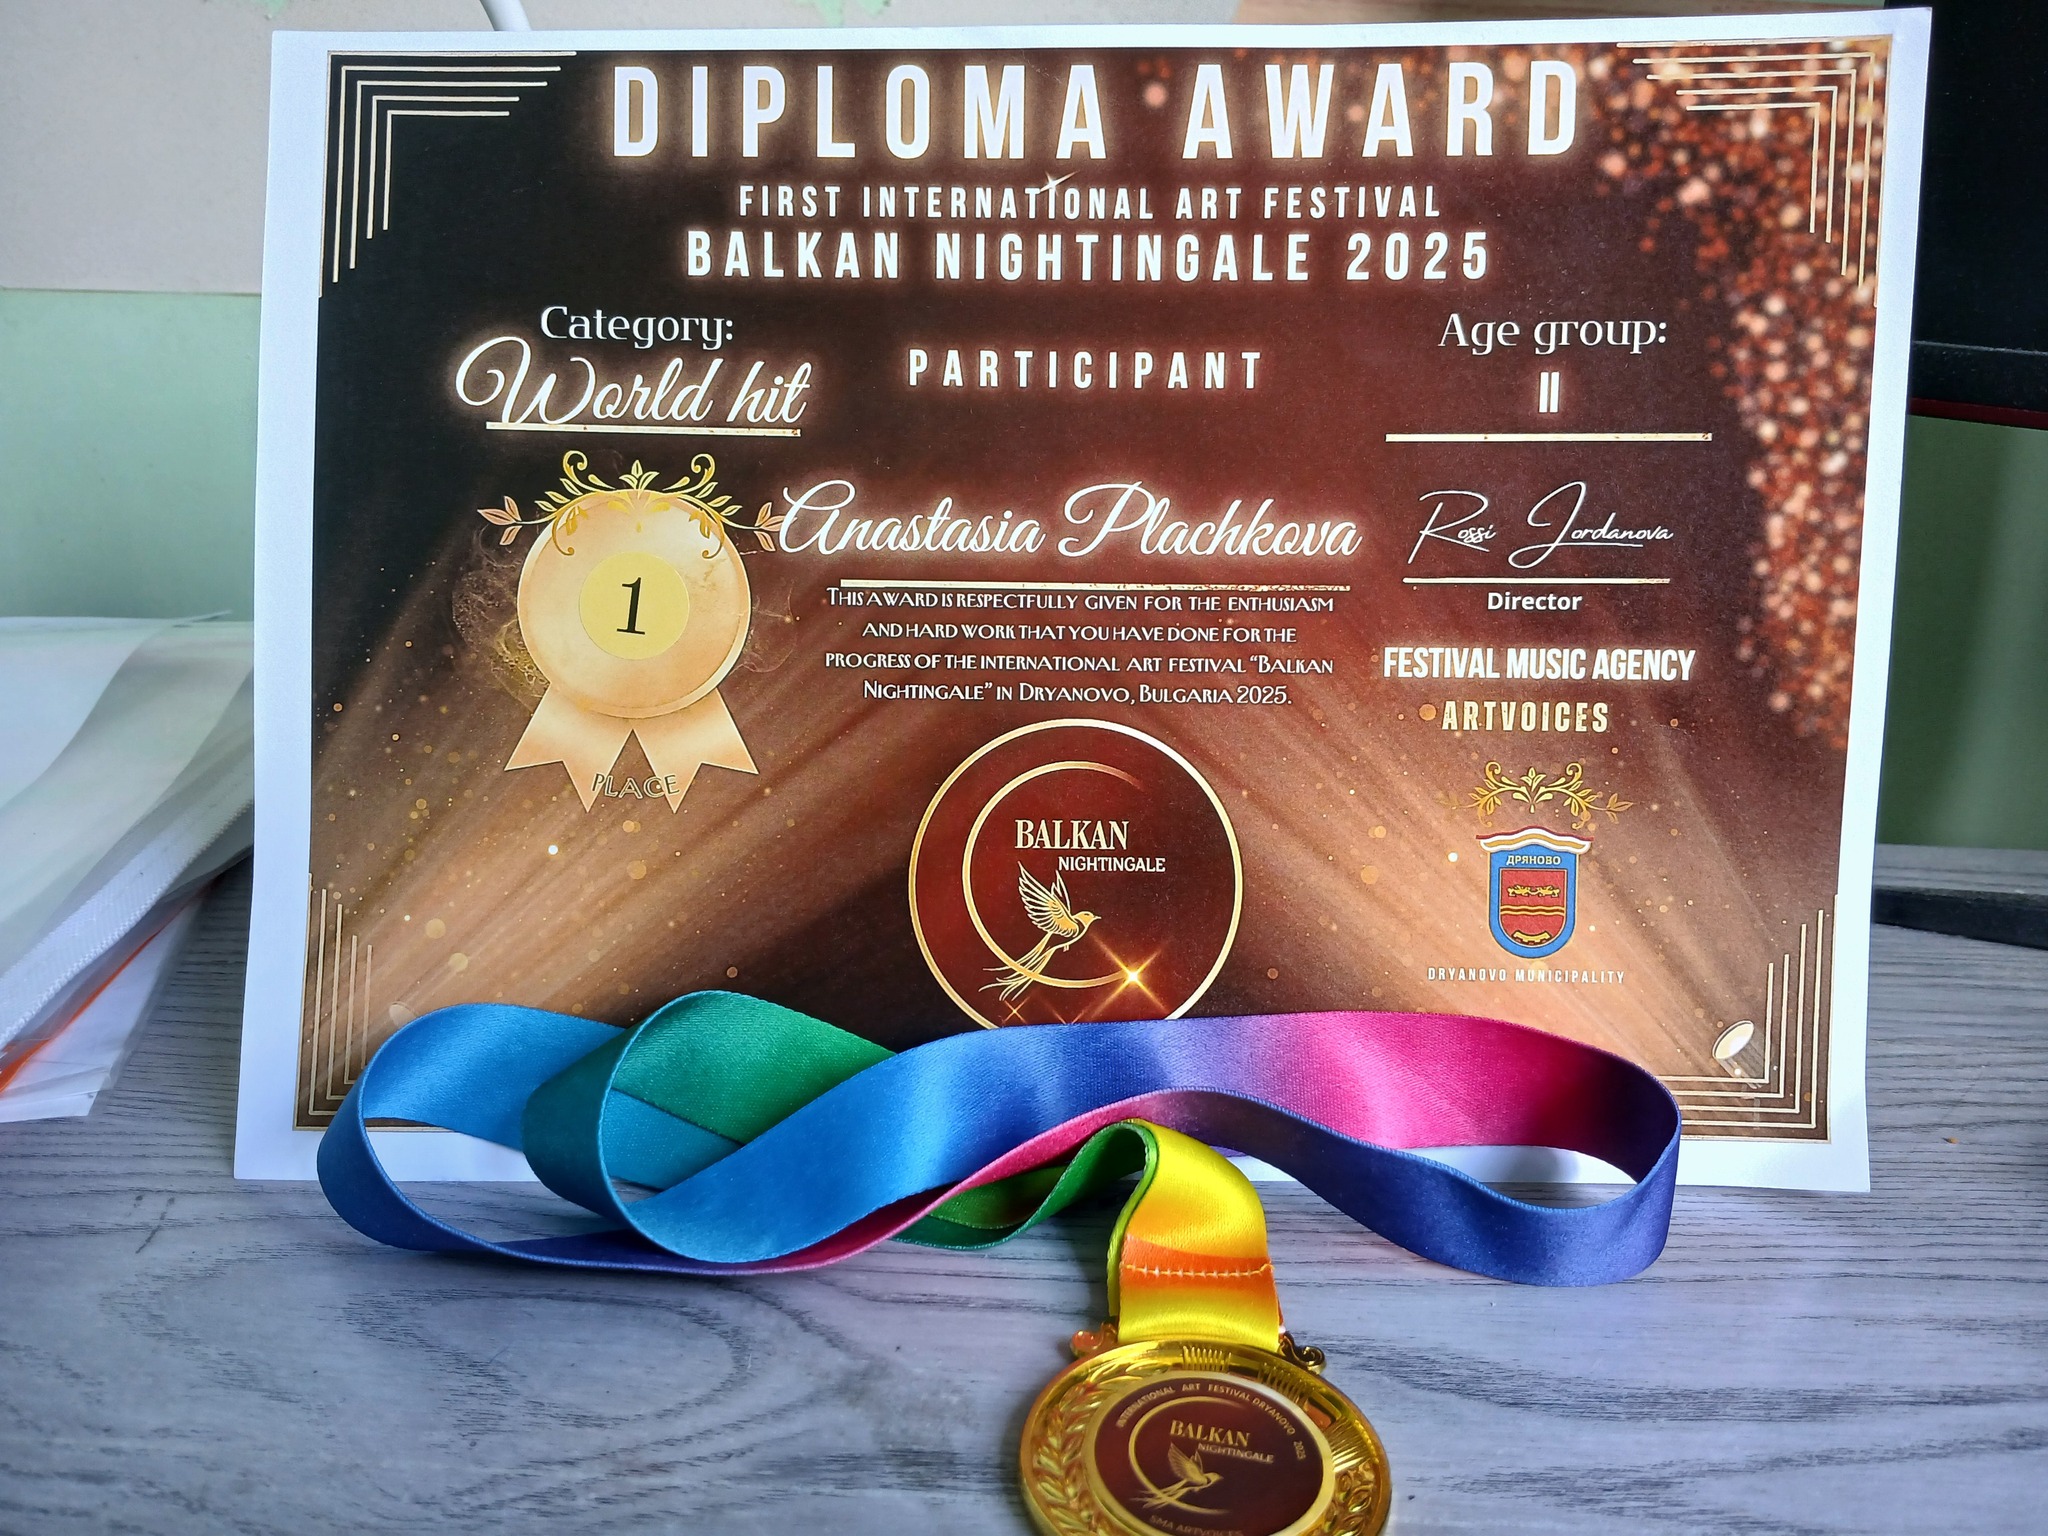 DIPLOMA AWARD
FIRST INTERNATIONAL ART FESTIVAL
BALKAN NIGHTINGALE 2025
Category:
World hit
PARTICIPANT
Age group:
II
1
PLACE
Anastasia Plachkova
THIS AWARD IS RESPECTFULLY GIVEN FOR THE ENTHUSIASM
AND HARD WORK THAT YOU HAVE DONE FOR THE
PROGRESS OF THE INTERNATIONAL ART FESTIVAL “BALKAN
NIGHTINGALE” IN DRYANOVO, BULGARIA 2025.
Rossi Jordanova
Director
FESTIVAL MUSIC AGENCY
ARTVOICES
BALKAN
NIGHTINGALE
ДРЯНОВО
DRYANOVO MUNICIPALITY
INTERNATIONAL ART FESTIVAL DRYANOVO 2025
BALKAN
NIGHTINGALE
SMA ARTVOICES